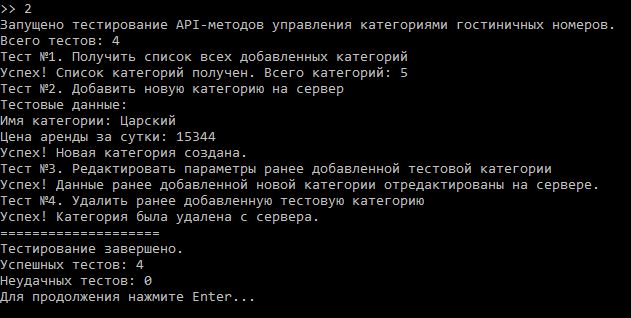 >> 2
Запущено тестирование API-методов управления категориями гостиничных номеров.
Всего тестов: 4
Тест №1. Получить список всех добавленных категорий
Успех! Список категорий получен. Всего категорий: 5
Тест №2. Добавить новую категорию на сервер
Тестовые данные:
Имя категории: Царский
Цена аренды за сутки: 15344
Успех! Новая категория создана.
Тест №3. Редактировать параметры ранее добавленной тестовой категории
Успех! Данные ранее добавленной новой категории отредактированы на сервере.
Тест №4. Удалить ранее добавленную тестовую категорию
Успех! Категория была удалена с сервера.
====================
Тестирование завершено.
Успешных тестов: 4
Неудачных тестов: 0
Для продолжения нажмите Enter...